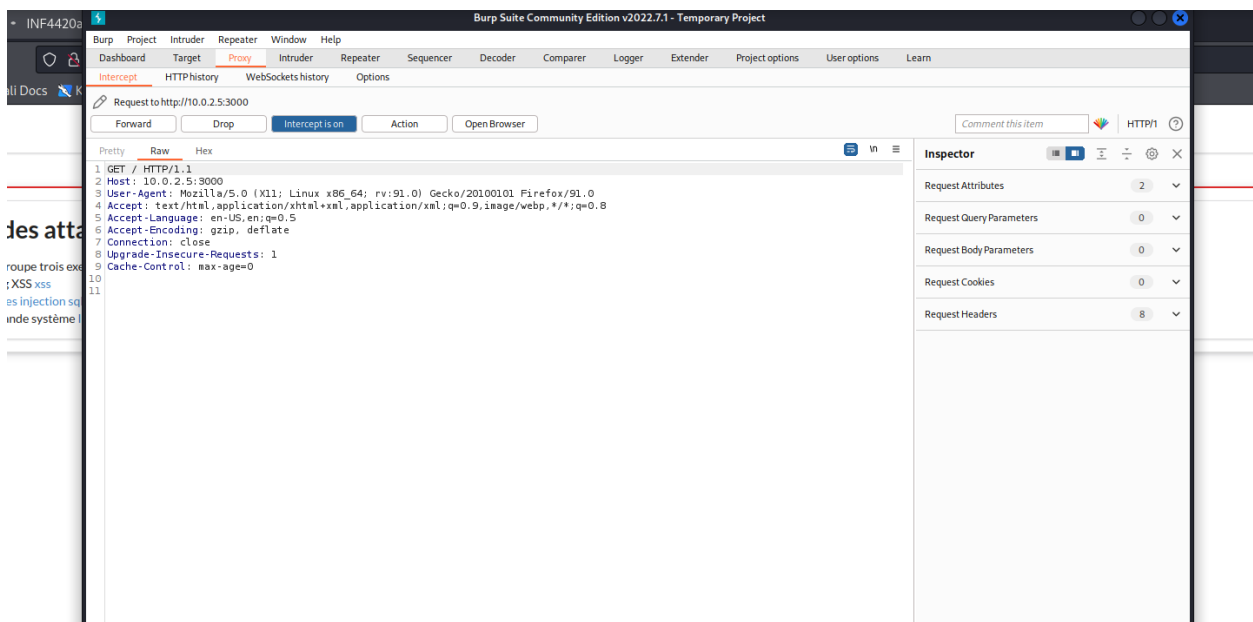 INF4420a
Burp Suite Community Edition v2022.7.1 - Temporary Project
Burp Project Intruder Repeater Window Help
Dashboard Target Proxy Intruder Repeater Sequencer Decoder Comparer Logger Extender Project options User options Learn
Intercept HTTP history WebSockets history Options
ali Docs K
Request to http://10.0.2.5:3000
Forward Drop Intercept is on Action Open Browser Comment this item HTTP/1 ?
Pretty Raw Hex \n
Inspector
1 GET / HTTP/1.1
2 Host: 10.0.2.5:3000
3 User-Agent: Mozilla/5.0 (X11; Linux x86_64; rv:91.0) Gecko/20100101 Firefox/91.0
4 Accept: text/html,application/xhtml+xml,application/xml;q=0.9,image/webp,*/*;q=0.8
5 Accept-Language: en-US,en;q=0.5
6 Accept-Encoding: gzip, deflate
7 Connection: close
8 Upgrade-Insecure-Requests: 1
9 Cache-Control: max-age=0
10
11
Request Attributes 2
Request Query Parameters 0
Request Body Parameters 0
Request Cookies 0
Request Headers 8
des atta
roupe trois exe
; XSS xss
es injection sq
ande système l